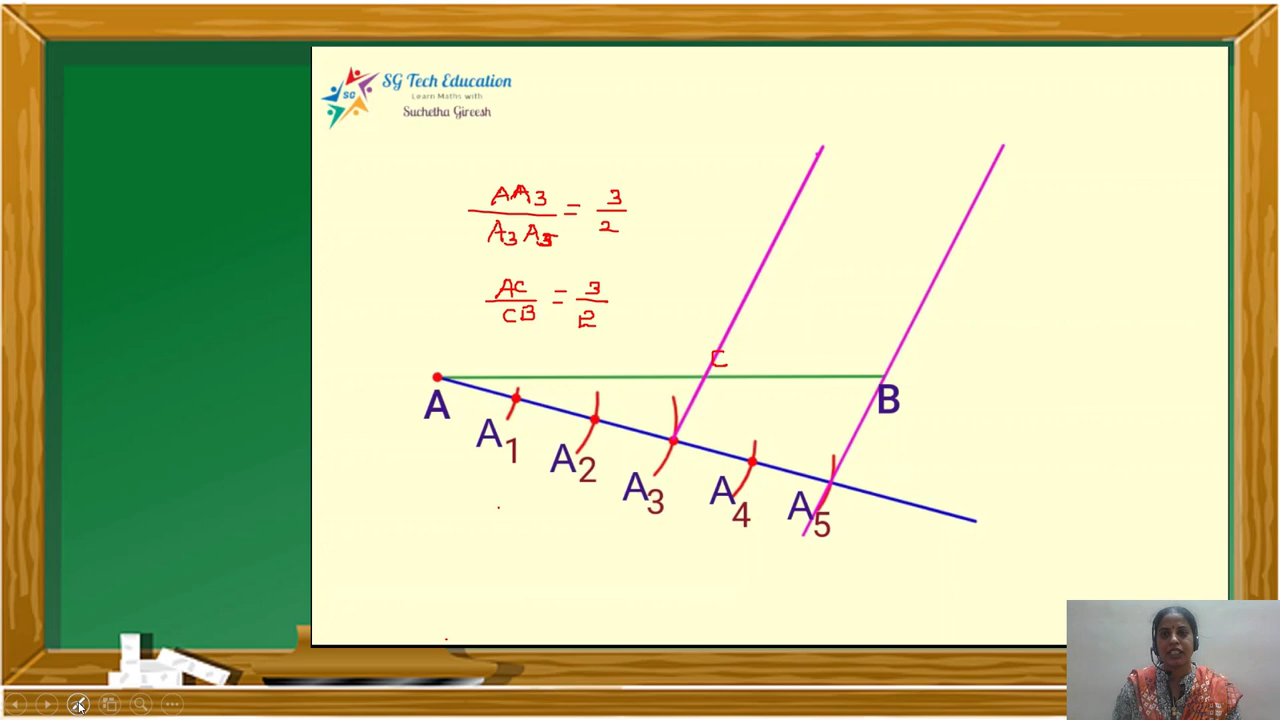 SG Tech Education
Learn Maths with
Suchetha Gireesh
SG
AA3 / A3A5 = 3/2
AC / CB = 3/2
C
A
B
A1
A2
A3
A4
A5